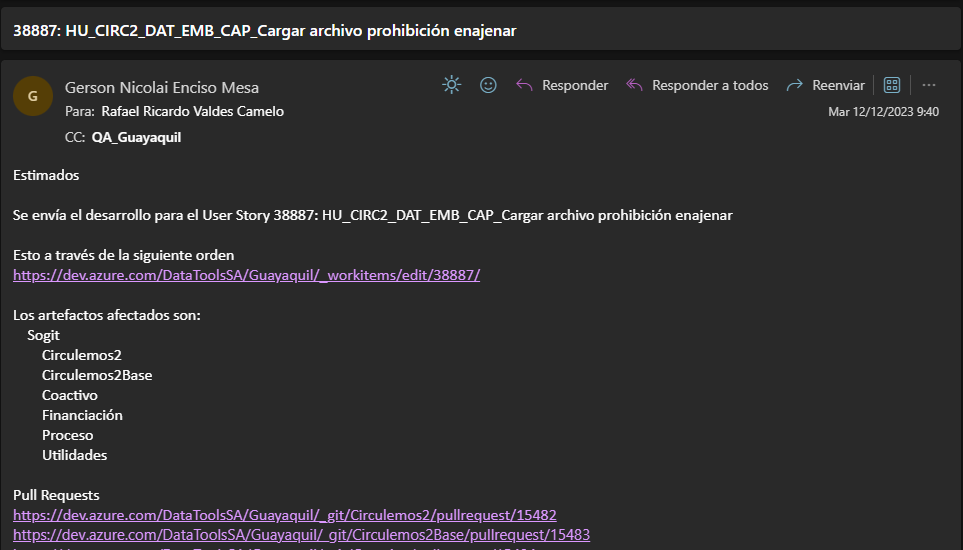 38887: HU_CIRC2_DAT_EMB_CAP_Cargar archivo prohibición enajenar
G
Gerson Nicolai Enciso Mesa
Responder
Responder a todos
Reenviar
Para: Rafael Ricardo Valdes Camelo
Mar 12/12/2023 9:40
CC: QA_Guayaquil
Estimados
Se envía el desarrollo para el User Story 38887: HU_CIRC2_DAT_EMB_CAP_Cargar archivo prohibición enajenar
Esto a través de la siguiente orden
https://dev.azure.com/DataToolsSA/Guayaquil/_workitems/edit/38887/
Los artefactos afectados son:
Sogit
Circulemos2
Circulemos2Base
Coactivo
Financiación
Proceso
Utilidades
Pull Requests
https://dev.azure.com/DataToolsSA/Guayaquil/_git/Circulemos2/pullrequest/15482
https://dev.azure.com/DataToolsSA/Guayaquil/_git/Circulemos2Base/pullrequest/15483